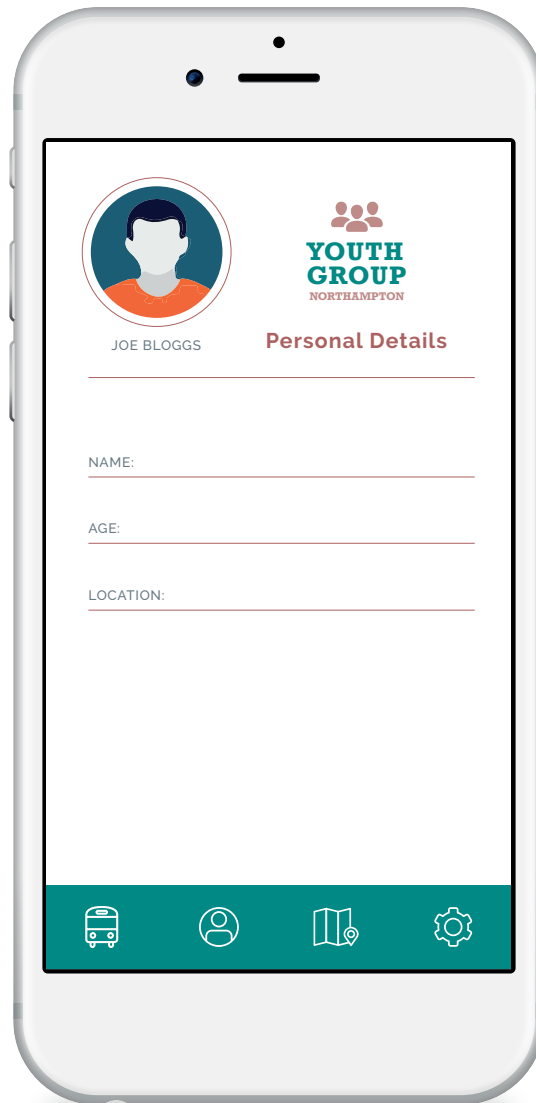 YOUTH
GROUP
NORTHAMPTON
JOE BLOGGS
Personal Details
NAME:
AGE:
LOCATION: